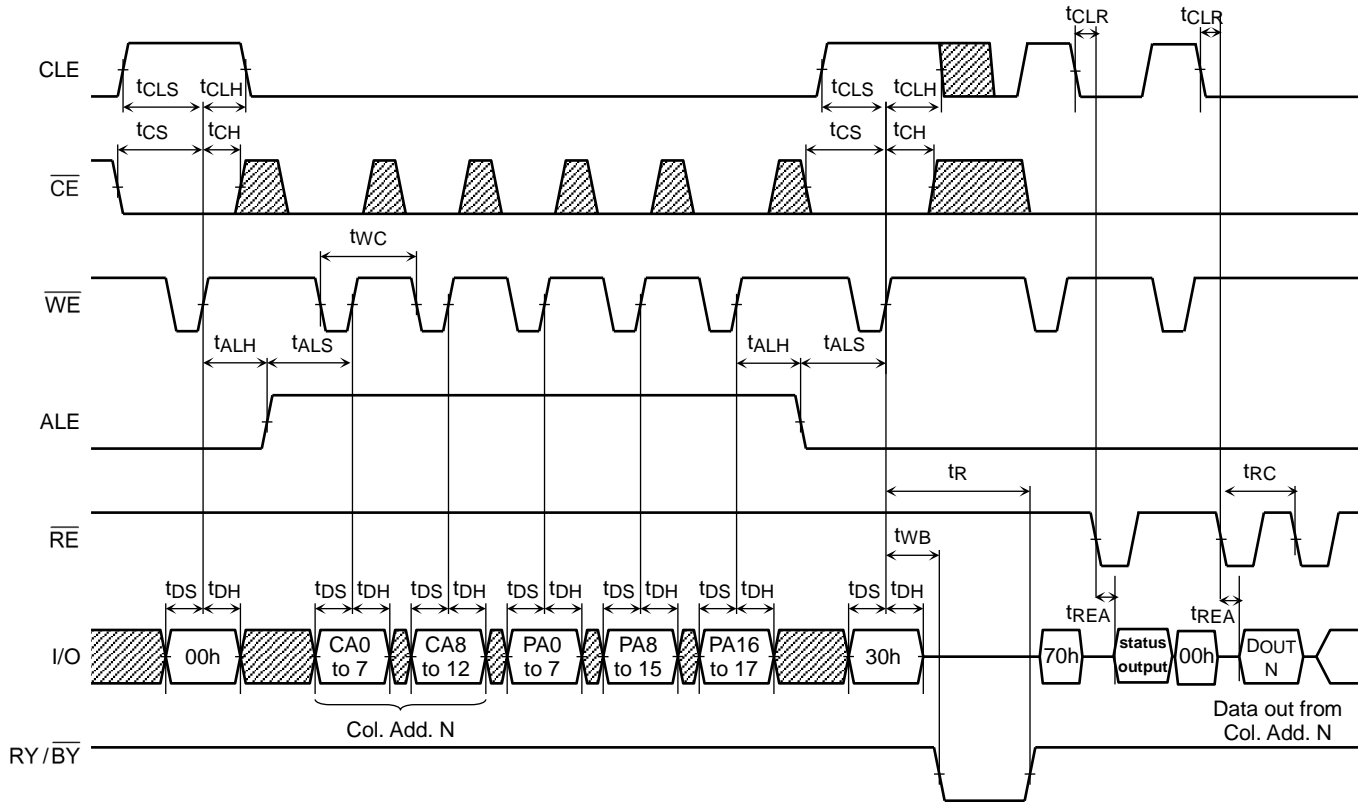 tCLR tCLR
CLE
tCLS tCLH tCLS tCLH
tCS tCH tCS tCH
CE
tWC
WE
tALH tALS tALH tALS
ALE
tR tRC
RE
tWB
tDS tDH tDS tDH tDS tDH tDS tDH tDS tDH tDS tDH tDS tDH
tREA tREA
I/O
00h
CA0 to 7
CA8 to 12
PA0 to 7
PA8 to 15
PA16 to 17
30h
70h
status output
00h
DOUT N
Col. Add. N
Data out from
Col. Add. N
RY/BY